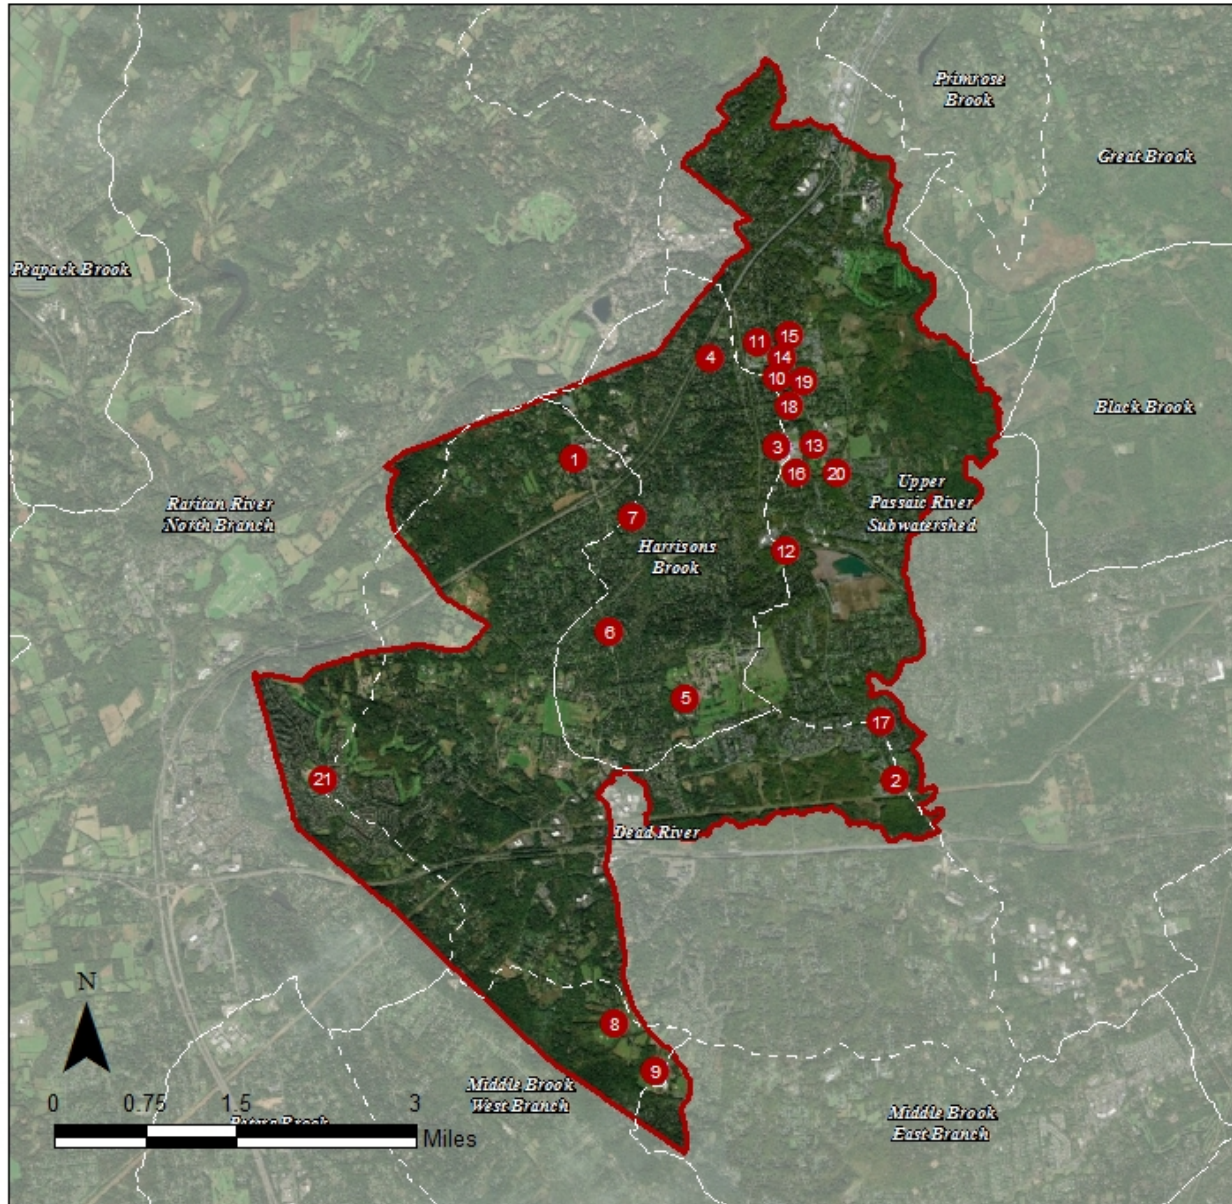 Primrose
Brook
Great Brook
Peapack Brook
15
11
14
4
10
19
18
Black Brook
3
13
1
16
20
Upper
Passaic River
Subwatershed
Raritan River
North Branch
7
Harrisons
Brook
12
6
5
17
21
2
Dead River
N
8
9
Middle Brook
West Branch
0
0.75
1.5
3
Miles
Middle Brook
East Branch